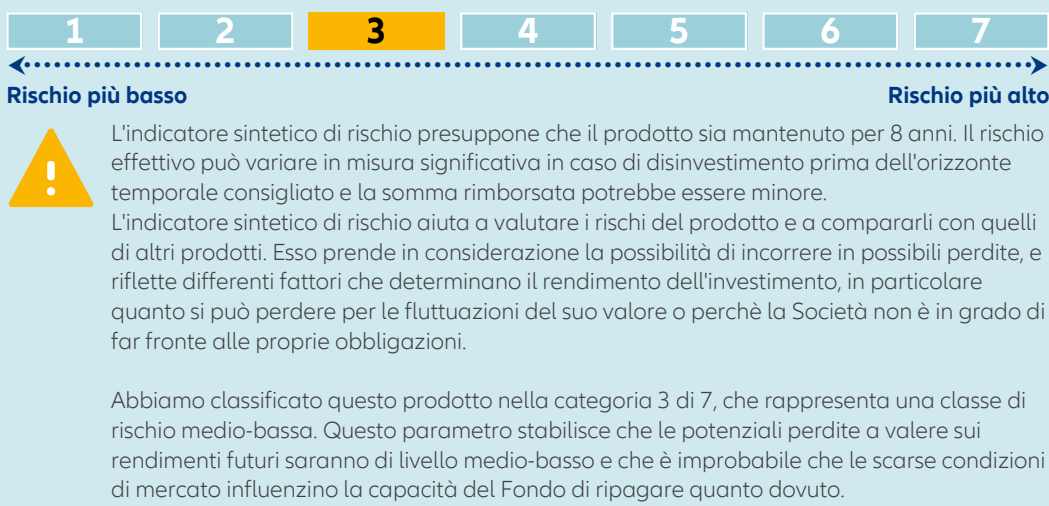 1 2 3 4 5 6 7
Rischio più basso Rischio più alto
L'indicatore sintetico di rischio presuppone che il prodotto sia mantenuto per 8 anni. Il rischio
effettivo può variare in misura significativa in caso di disinvestimento prima dell'orizzonte
temporale consigliato e la somma rimborsata potrebbe essere minore.
L'indicatore sintetico di rischio aiuta a valutare i rischi del prodotto e a compararli con quelli
di altri prodotti. Esso prende in considerazione la possibilità di incorrere in possibili perdite, e
riflette differenti fattori che determinano il rendimento dell'investimento, in particolare
quanto si può perdere per le fluttuazioni del suo valore o perchè la Società non è in grado di
far fronte alle proprie obbligazioni.
Abbiamo classificato questo prodotto nella categoria 3 di 7, che rappresenta una classe di
rischio medio-bassa. Questo parametro stabilisce che le potenziali perdite a valere sui
rendimenti futuri saranno di livello medio-basso e che è improbabile che le scarse condizioni
di mercato influenzino la capacità del Fondo di ripagare quanto dovuto.